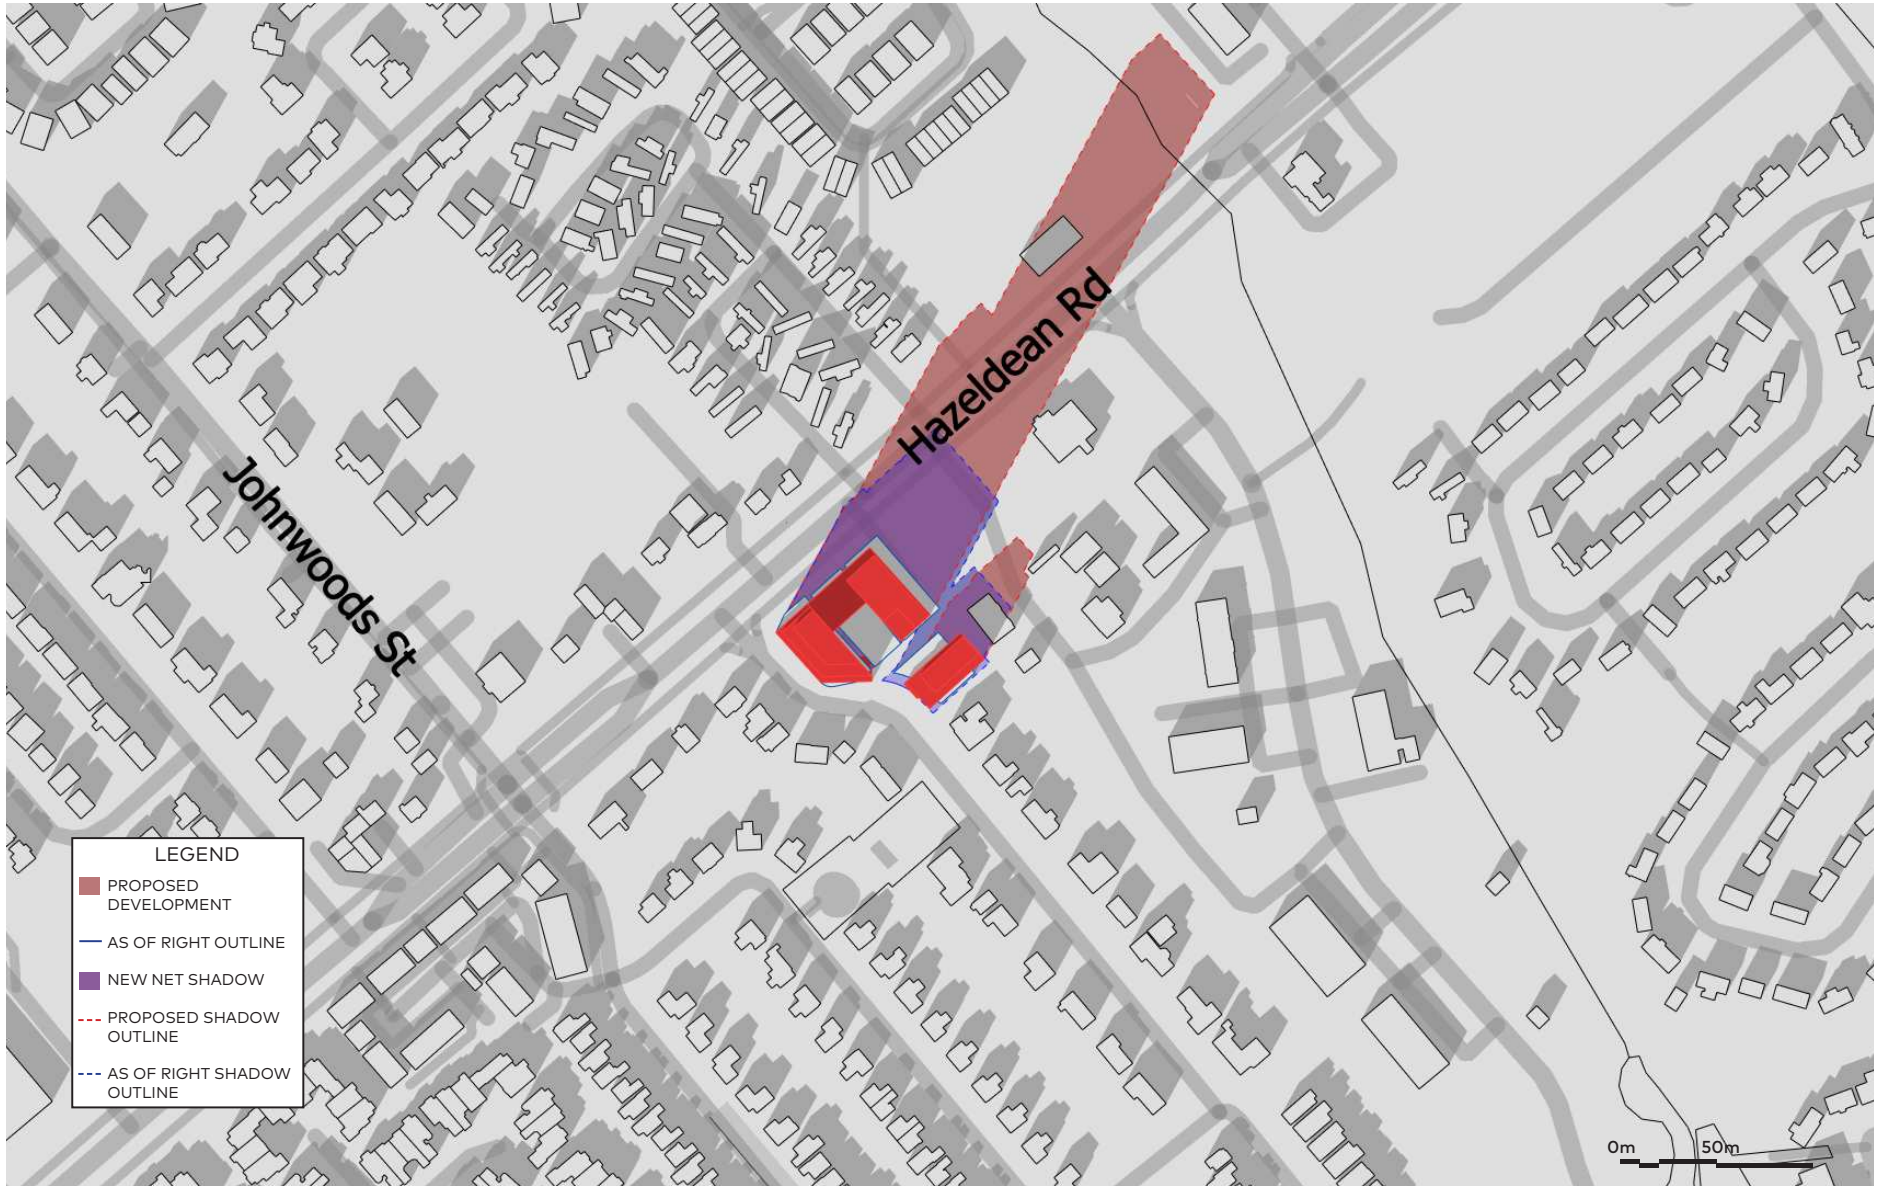 Hazeldean Rd
Johnwoods St
LEGEND
PROPOSED
DEVELOPMENT
AS OF RIGHT OUTLINE
NEW NET SHADOW
PROPOSED SHADOW
OUTLINE
AS OF RIGHT SHADOW
OUTLINE
0m 50m